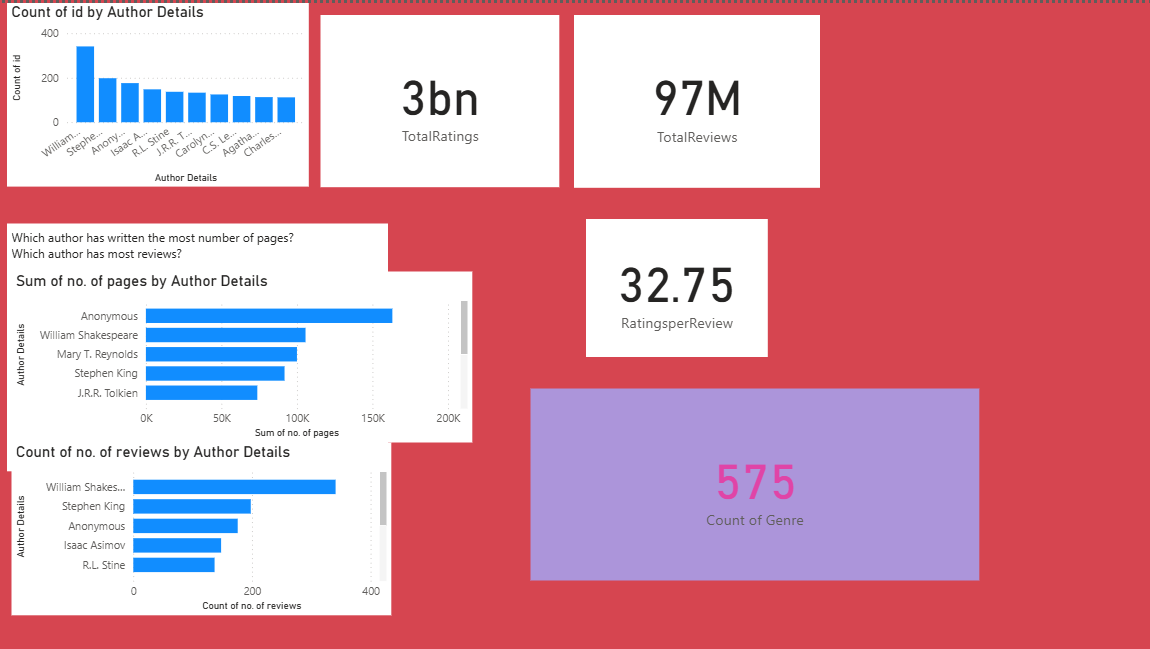 Count of id by Author Details
Count of id
400
200
0
William...
Stephe...
Anony...
Isaac A...
R.L. Stine
J.R.R. T...
Carolyn...
C.S. Le...
Agatha...
Charles...
Author Details
3bn
TotalRatings
97M
TotalReviews
Which author has written the most number of pages?
Which author has most reviews?
Sum of no. of pages by Author Details
Author Details
Anonymous
William Shakespeare
Mary T. Reynolds
Stephen King
J.R.R. Tolkien
0K 50K 100K 150K 200K
Sum of no. of pages
32.75
RatingsperReview
Count of no. of reviews by Author Details
Author Details
William Shakes...
Stephen King
Anonymous
Isaac Asimov
R.L. Stine
0 200 400
Count of no. of reviews
575
Count of Genre